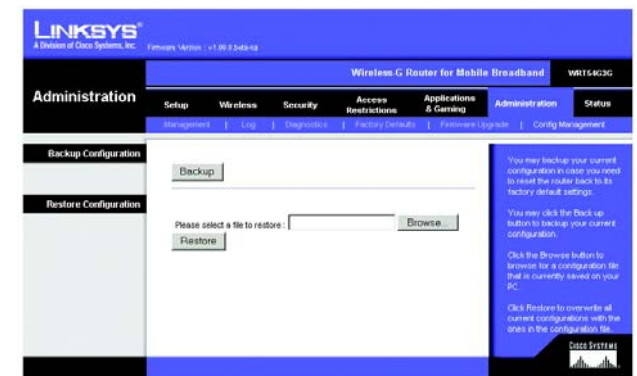 LINKSYS®
A Division of Cisco Systems, Inc.
Firmware Version : v1.00.0 beta-na
Wireless-G Router for Mobile Broadband WRT54G3G
Administration
Setup Wireless Security Access Restrictions Applications & Gaming Administration Status
Management | Log | Diagnostics | Factory Defaults | Firmware Upgrade | Config Management
Backup Configuration
Backup
Restore Configuration
Please select a file to restore :
Browse...
Restore
You may backup your current
configuration in case you need
to reset the router back to its
factory default settings.
You may click the Back up
button to backup your current
configuration.
Click the Browse button to
browse for a configuration file
that is currently saved on your
PC.
Click Restore to overwrite all
current configurations with the
ones in the configuration file.
CISCO SYSTEMS